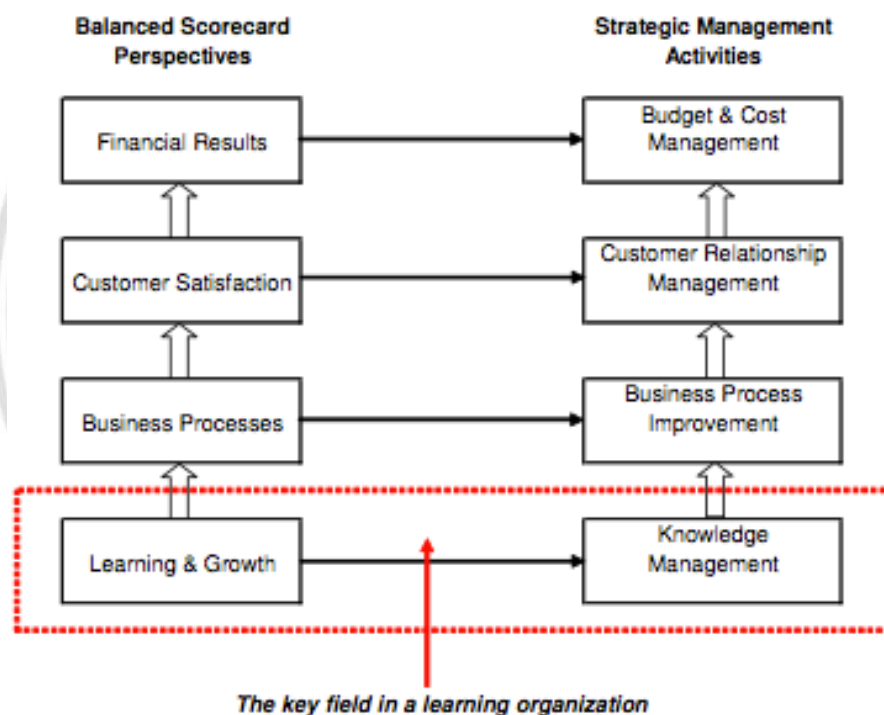 Balanced Scorecard
Perspectives
Strategic Management
Activities
Financial Results
Budget & Cost
Management
Customer Satisfaction
Customer Relationship
Management
Business Processes
Business Process
Improvement
Learning & Growth
Knowledge
Management
The key field in a learning organization